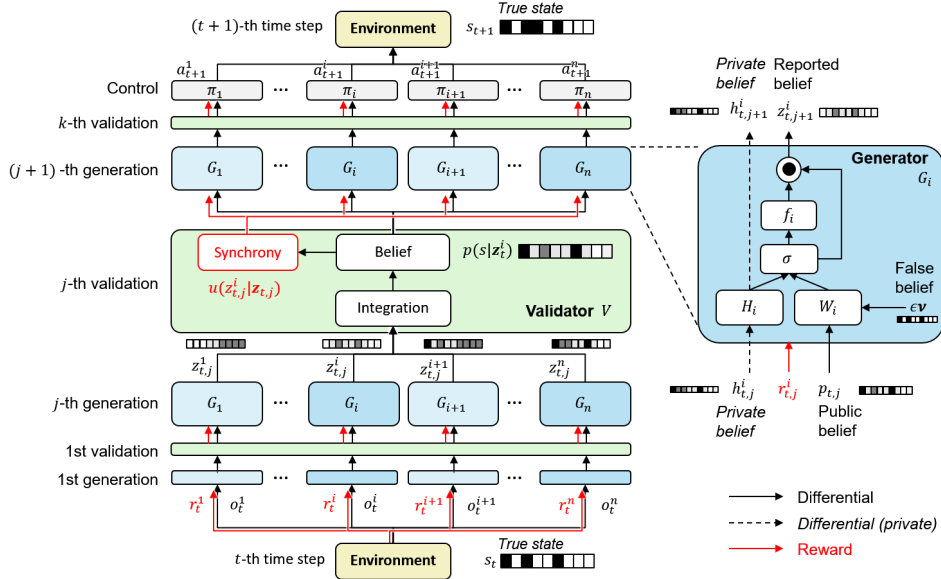 (t + 1)-th time step
Environment
True state
s_{t+1}
a^1_{t+1}
a^i_{t+1}
a^{i+1}_{t+1}
a^n_{t+1}
Control
π_1
...
π_i
π_{i+1}
...
π_n
k-th validation
(j + 1) -th generation
G_1
...
G_i
G_{i+1}
...
G_n
Synchrony
Belief
p(s|z^i_t)
u(z^i_{t,j}|z_{t,j})
j-th validation
Integration
Validator V
z^1_{t,j}
z^i_{t,j}
z^{i+1}_{t,j}
z^n_{t,j}
j-th generation
G_1
...
G_i
G_{i+1}
...
G_n
1st validation
1st generation
...
...
r^1_t
o^1_t
r^i_t
o^i_t
r^{i+1}_t
o^{i+1}_t
r^n_t
o^n_t
t-th time step
Environment
True state
s_t
Private
belief
Reported
belief
h^i_{t,j+1}
z^i_{t,j+1}
Generator
G_i
f_i
σ
False
belief
H_i
W_i
ϵν
h^i_{t,j}
r^i_{t,j}
p_{t,j}
Private
belief
Public
belief
Differential
Differential (private)
Reward